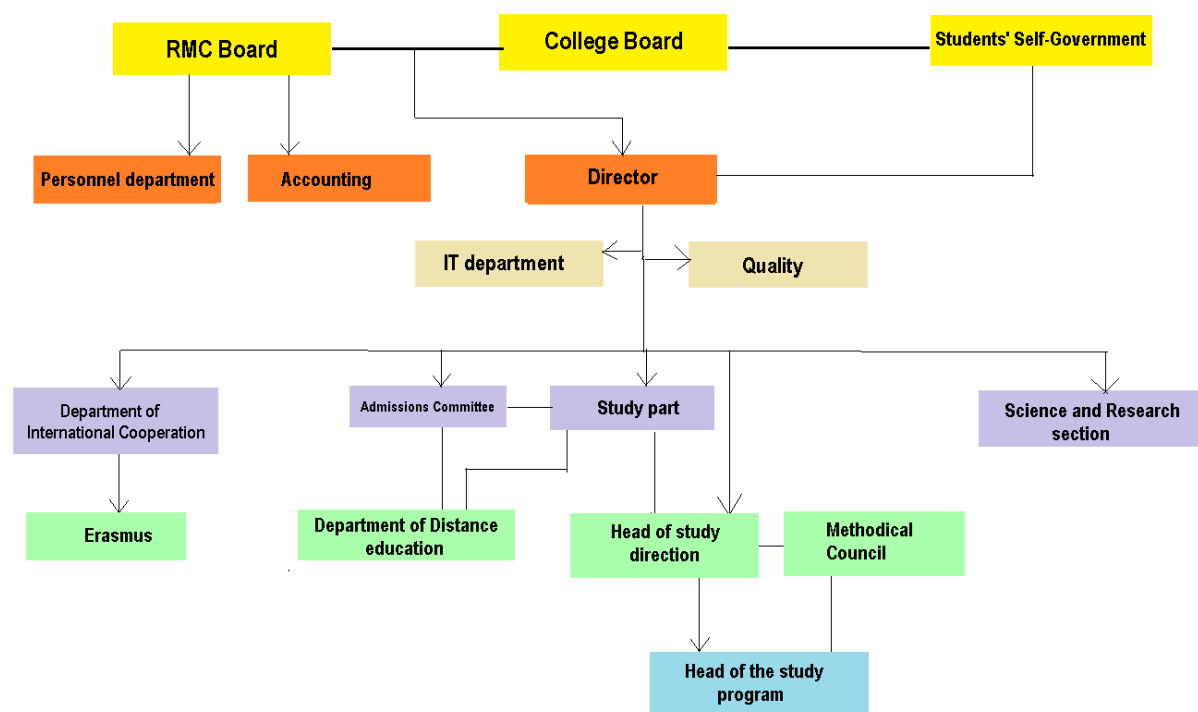 RMC Board
College Board
Students' Self-Government
Personnel department
Accounting
Director
IT department
Quality
Department of
International Cooperation
Admissions Committee
Study part
Science and Research
section
Erasmus
Department of Distance
education
Head of study
direction
Methodical
Council
Head of the study
program